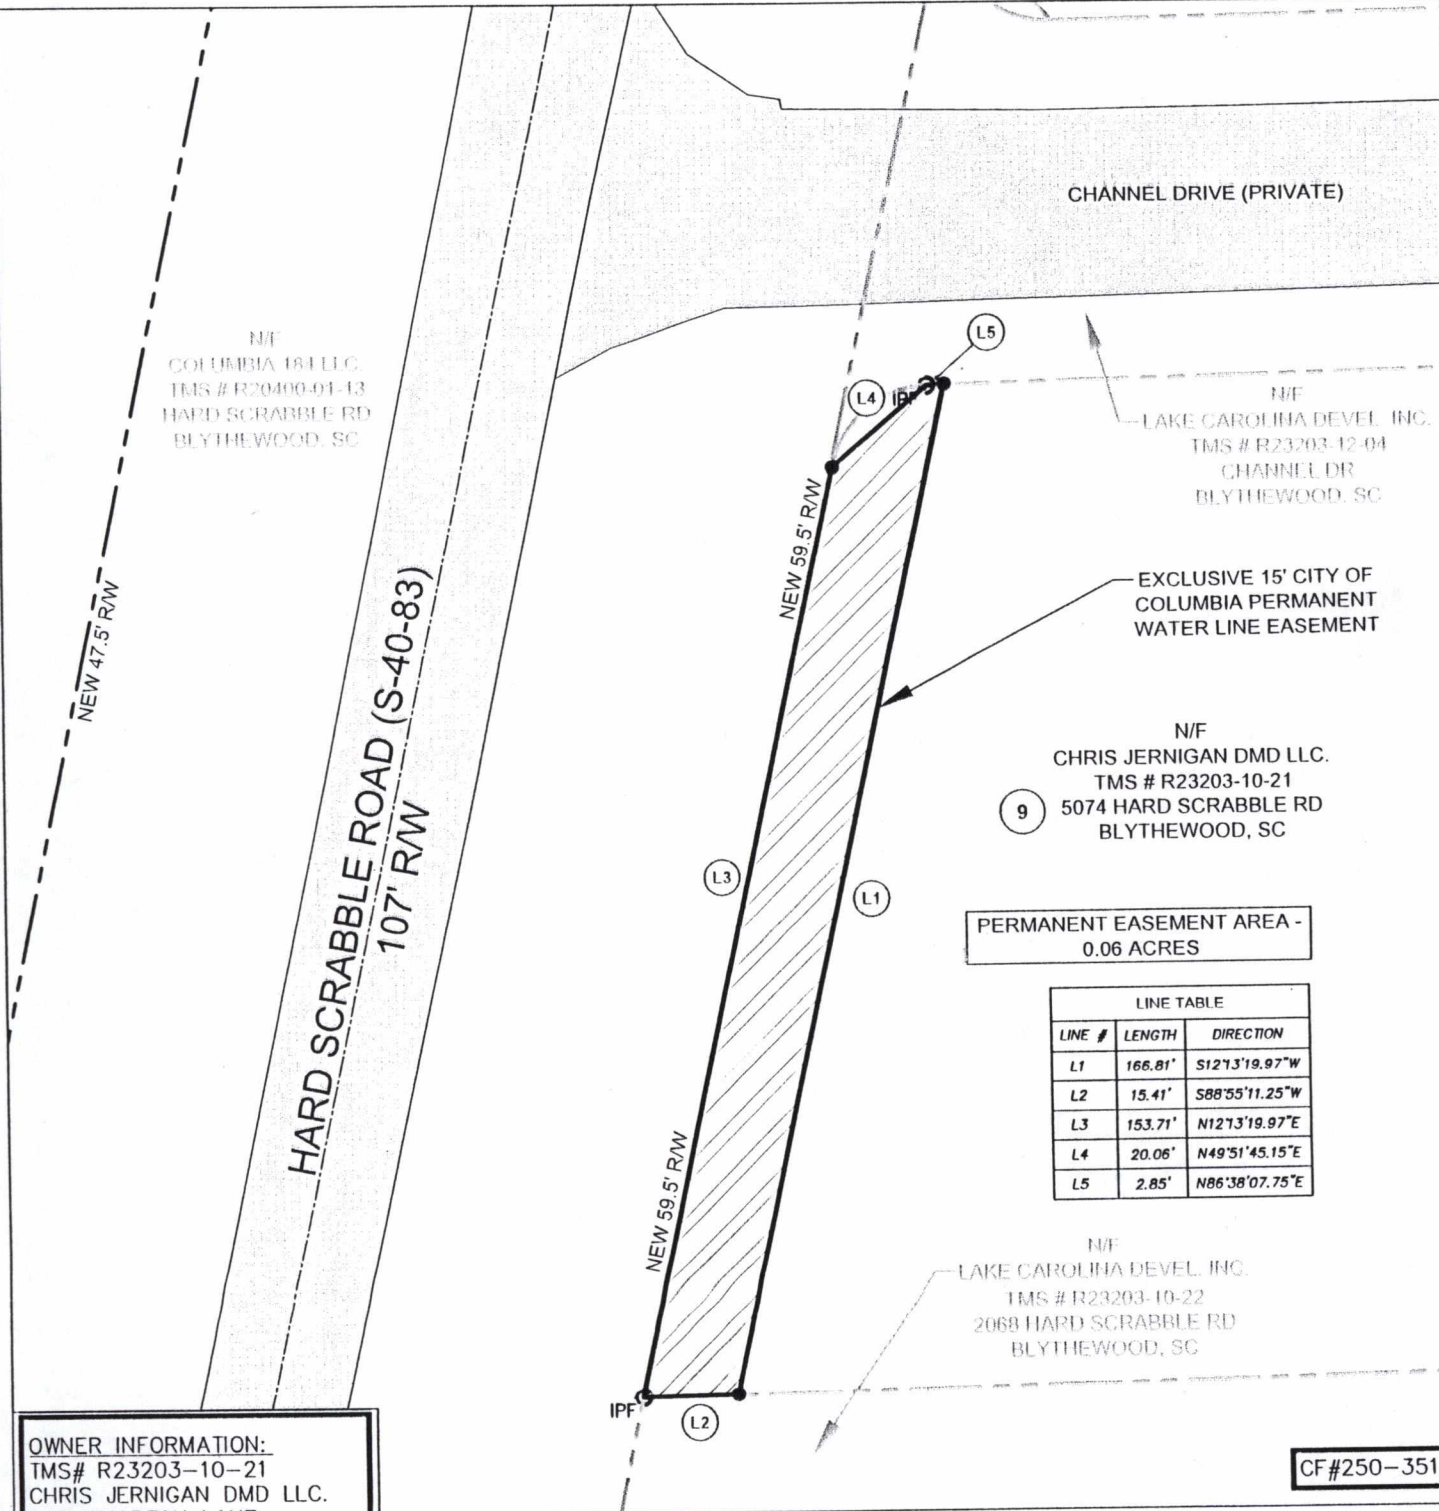 CHANNEL DRIVE (PRIVATE)
N/F
COLUMBIA 184 LLC.
TMS # R20400-01-13
HARD SCRABBLE RD
BLYTHEWOOD, SC
L5
L4
IPF
N/F
LAKE CAROLINA DEVEL. INC.
TMS # R23203-12-04
CHANNEL DR
BLYTHEWOOD, SC
NEW 59.5' R/W
NEW 47.5' R/W
EXCLUSIVE 15' CITY OF
COLUMBIA PERMANENT
WATER LINE EASEMENT
HARD SCRABBLE ROAD (S-40-83)
107' R/W
N/F
CHRIS JERNIGAN DMD LLC.
TMS # R23203-10-21
9 5074 HARD SCRABBLE RD
BLYTHEWOOD, SC
L3
L1
PERMANENT EASEMENT AREA -
0.06 ACRES
LINE TABLE
LINE # LENGTH DIRECTION
L1 166.81' S12°13'19.97"W
L2 15.41' S88°55'11.25"W
L3 153.71' N12°13'19.97"E
L4 20.06' N49°51'45.15"E
L5 2.85' N86°38'07.75"E
NEW 59.5' R/W
N/F
LAKE CAROLINA DEVEL. INC.
TMS # R23203-10-22
2068 HARD SCRABBLE RD
BLYTHEWOOD, SC
IPF
L2
OWNER INFORMATION:
TMS# R23203-10-21
CHRIS JERNIGAN DMD LLC.
CF#250-351